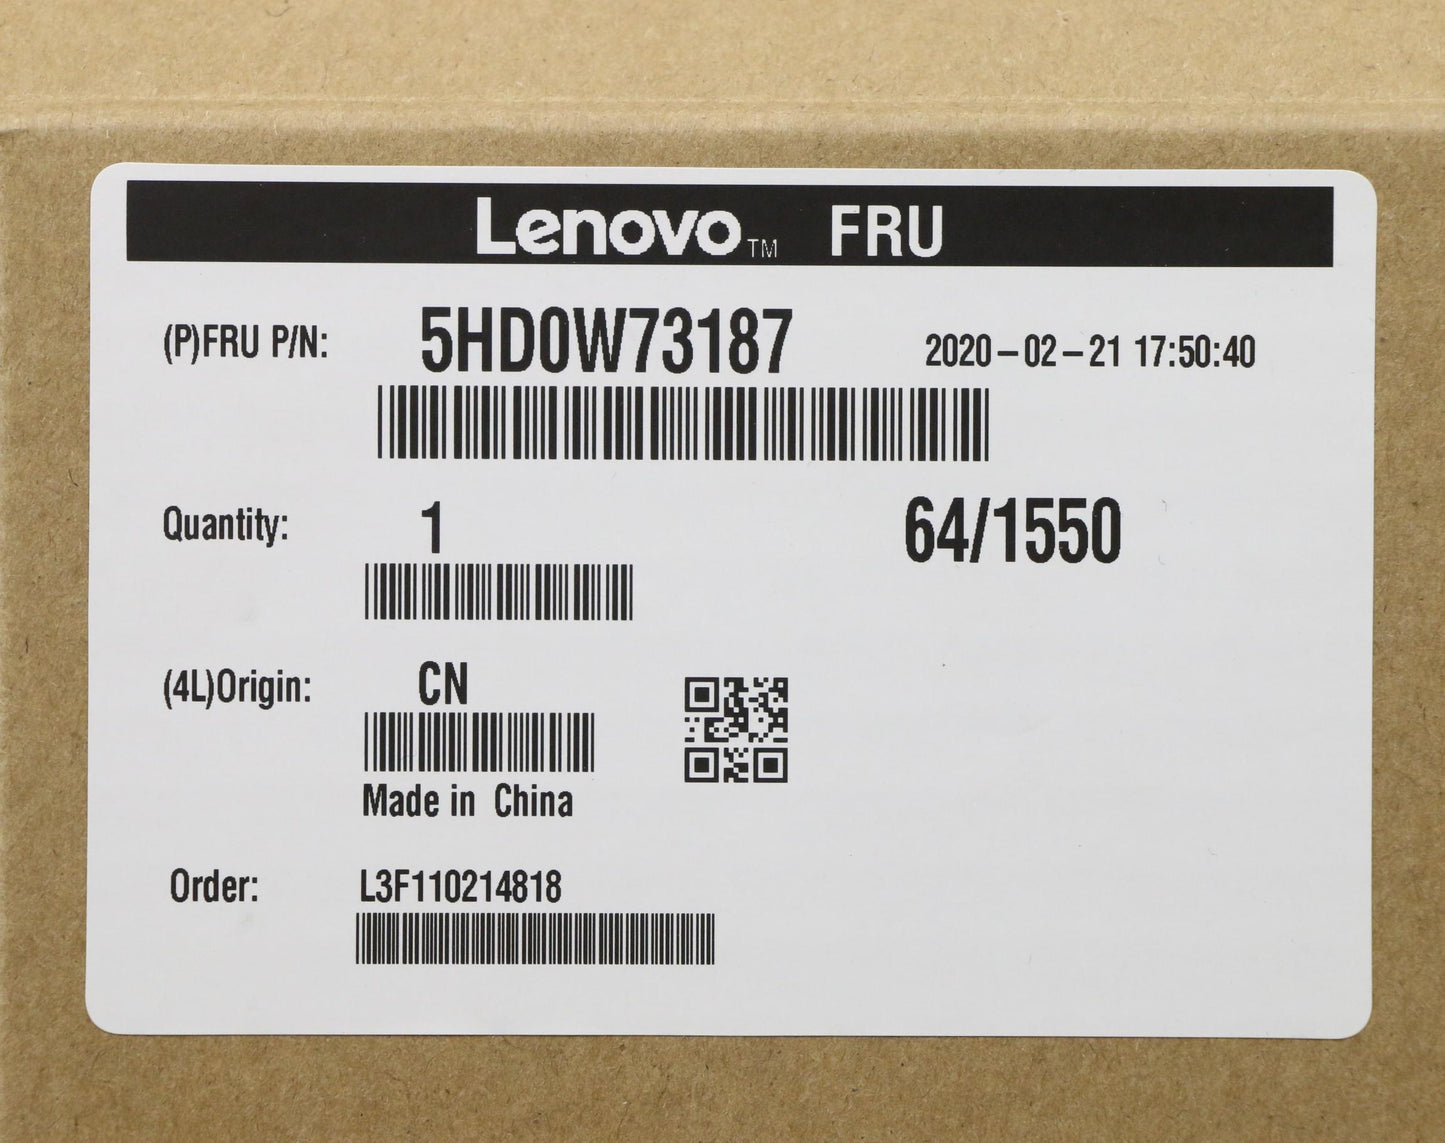 Lenovo™ FRU
(P)FRU P/N: 5HD0W73187 2020-02-21 17:50:40
Quantity: 1 64/1550
(4L)Origin: CN
Made in China
Order: L3F110214818